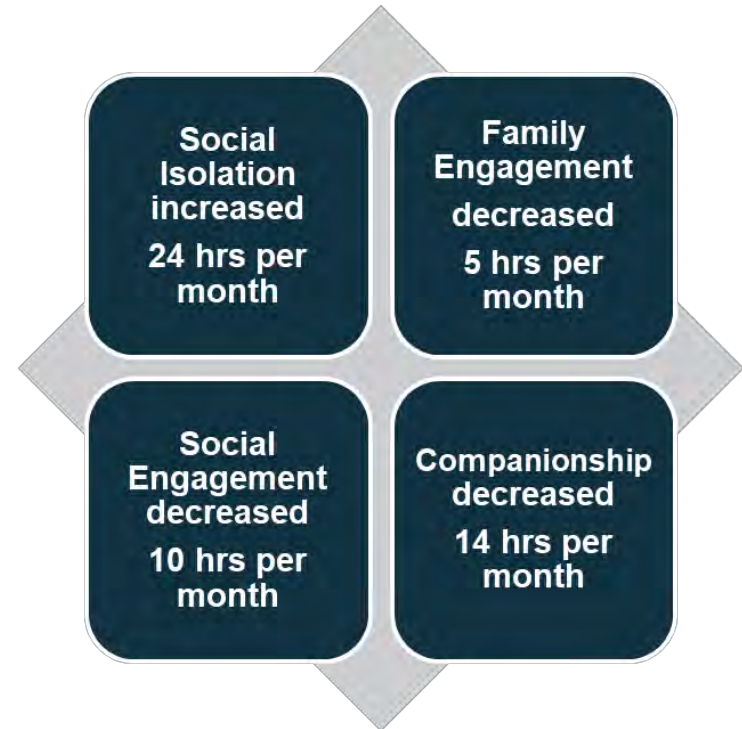 Social
Isolation
increased
24 hrs per
month
Family
Engagement
decreased
5 hrs per
month
Social
Engagement
decreased
10 hrs per
month
Companionship
decreased
14 hrs per
month